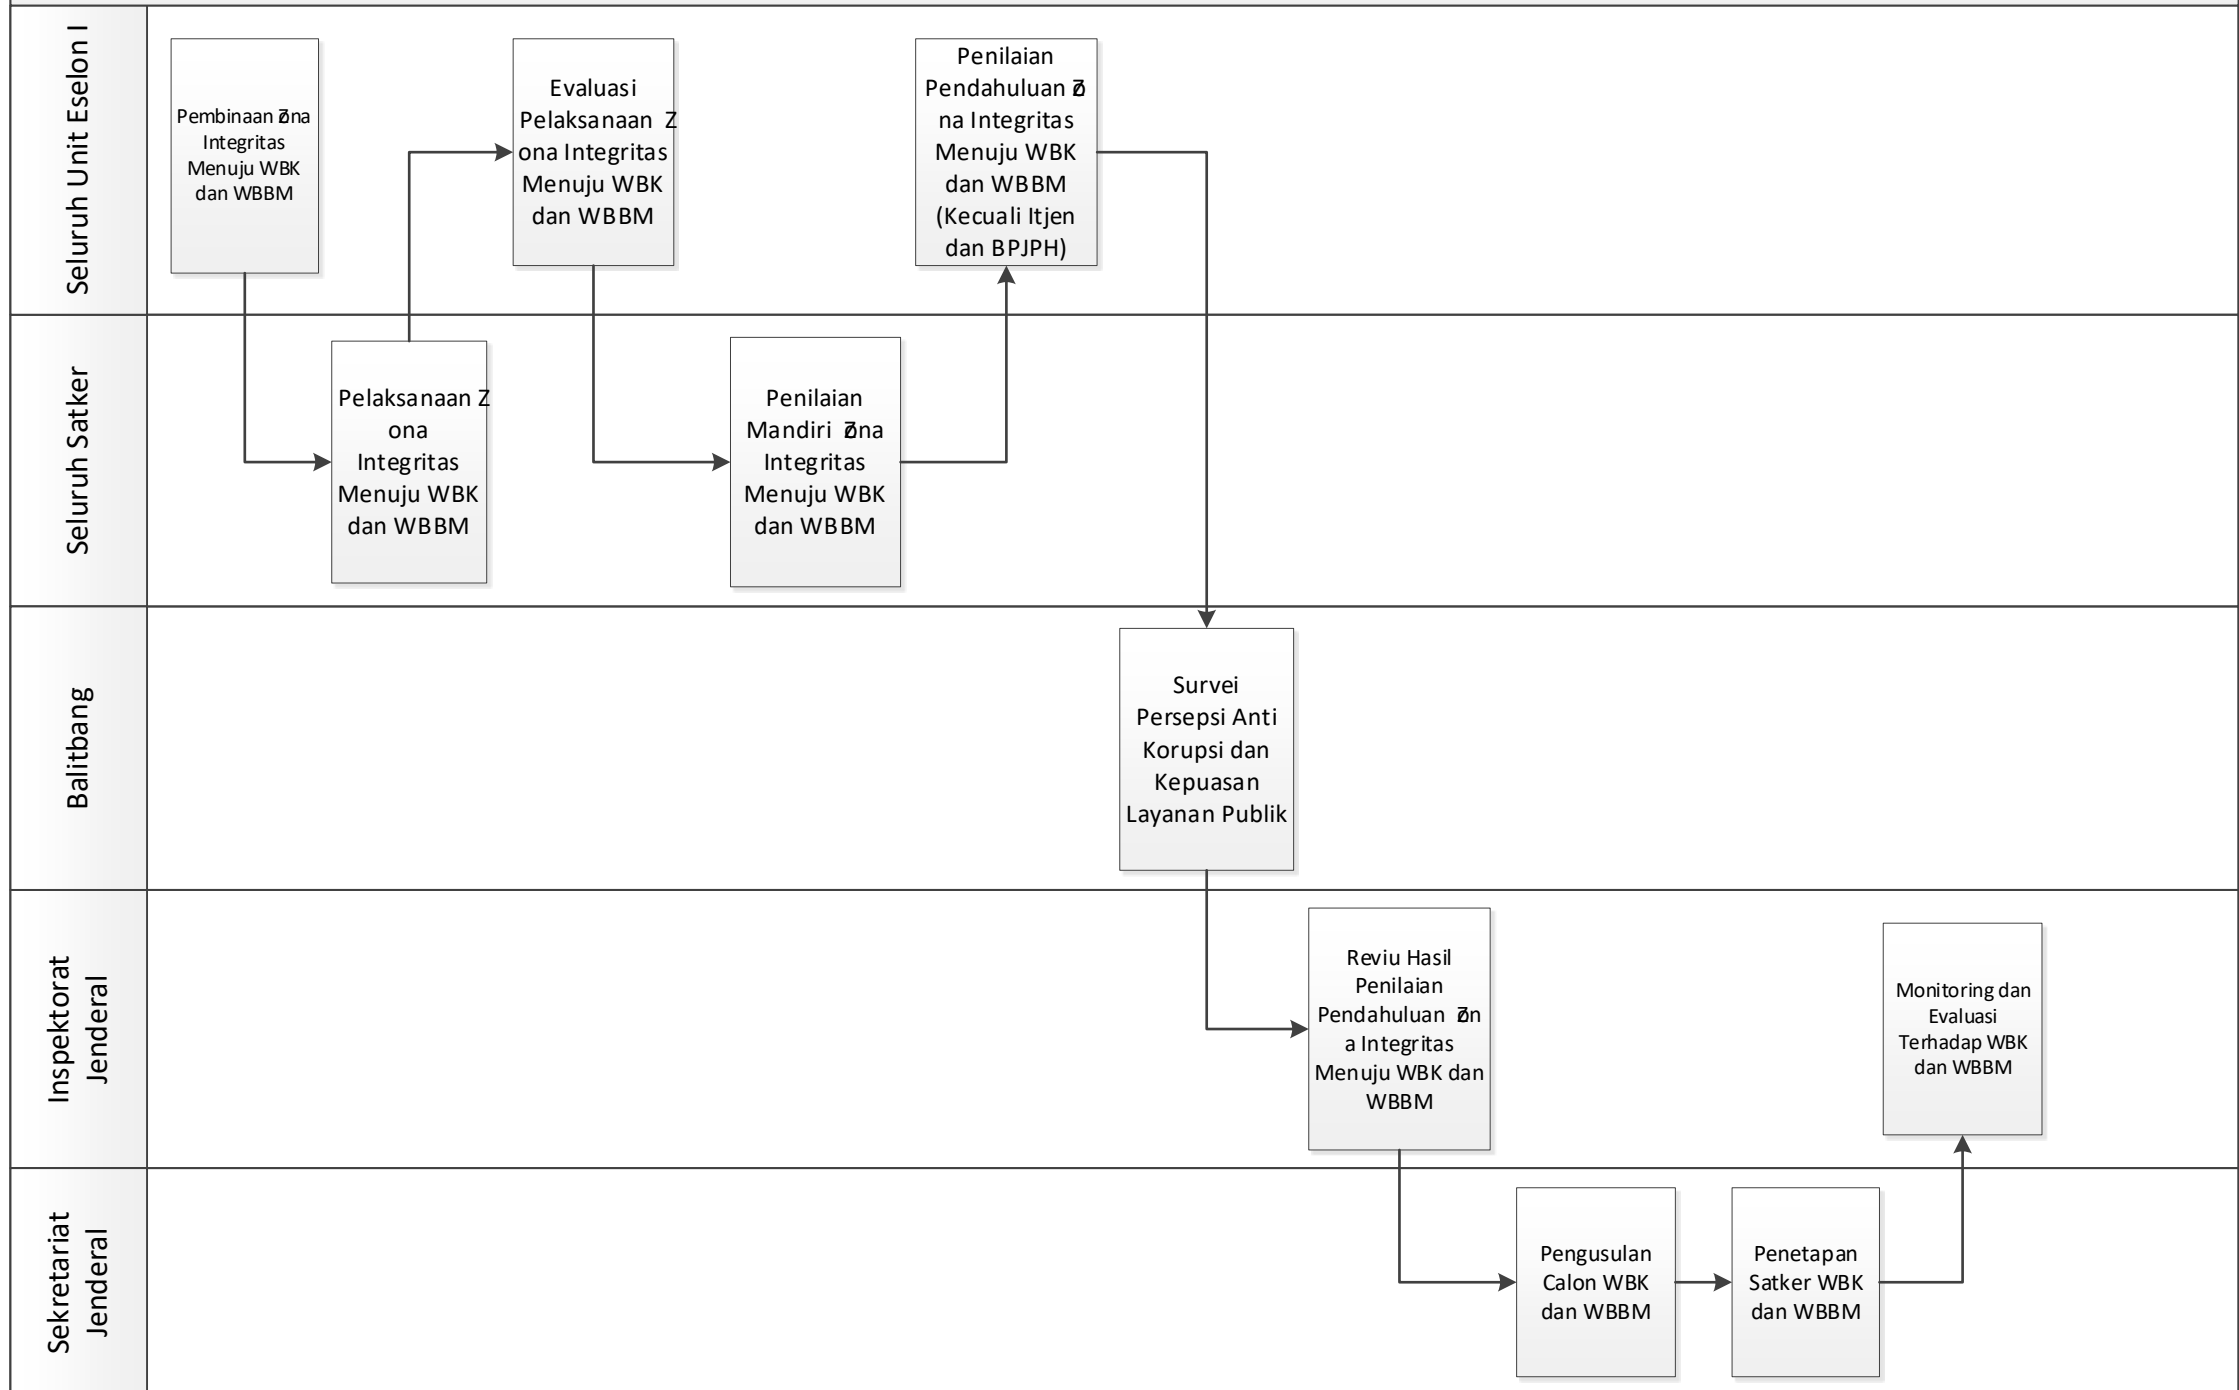 Seluruh Unit Eselon I
Pembinaan Zona
Integritas
Menuju WBK
dan WBBM
Evaluasi
Pelaksanaan Z
ona Integritas
Menuju WBK
dan WBBM
Penilaian
Pendahuluan Zo
na Integritas
Menuju WBK
dan WBBM
(Kecuali Itjen
dan BPJPH)
Seluruh Satker
Pelaksanaan Z
ona
Integritas
Menuju WBK
dan WBBM
Penilaian
Mandiri Zona
Integritas
Menuju WBK
dan WBBM
Balitbang
Survei
Persepsi Anti
Korupsi dan
Kepuasan
Layanan Publik
Inspektorat
Jenderal
Reviu Hasil
Penilaian
Pendahuluan Zon
a Integritas
Menuju WBK dan
WBBM
Monitoring dan
Evaluasi
Terhadap WBK
dan WBBM
Sekretariat
Jenderal
Pengusulan
Calon WBK
dan WBBM
Penetapan
Satker WBK
dan WBBM